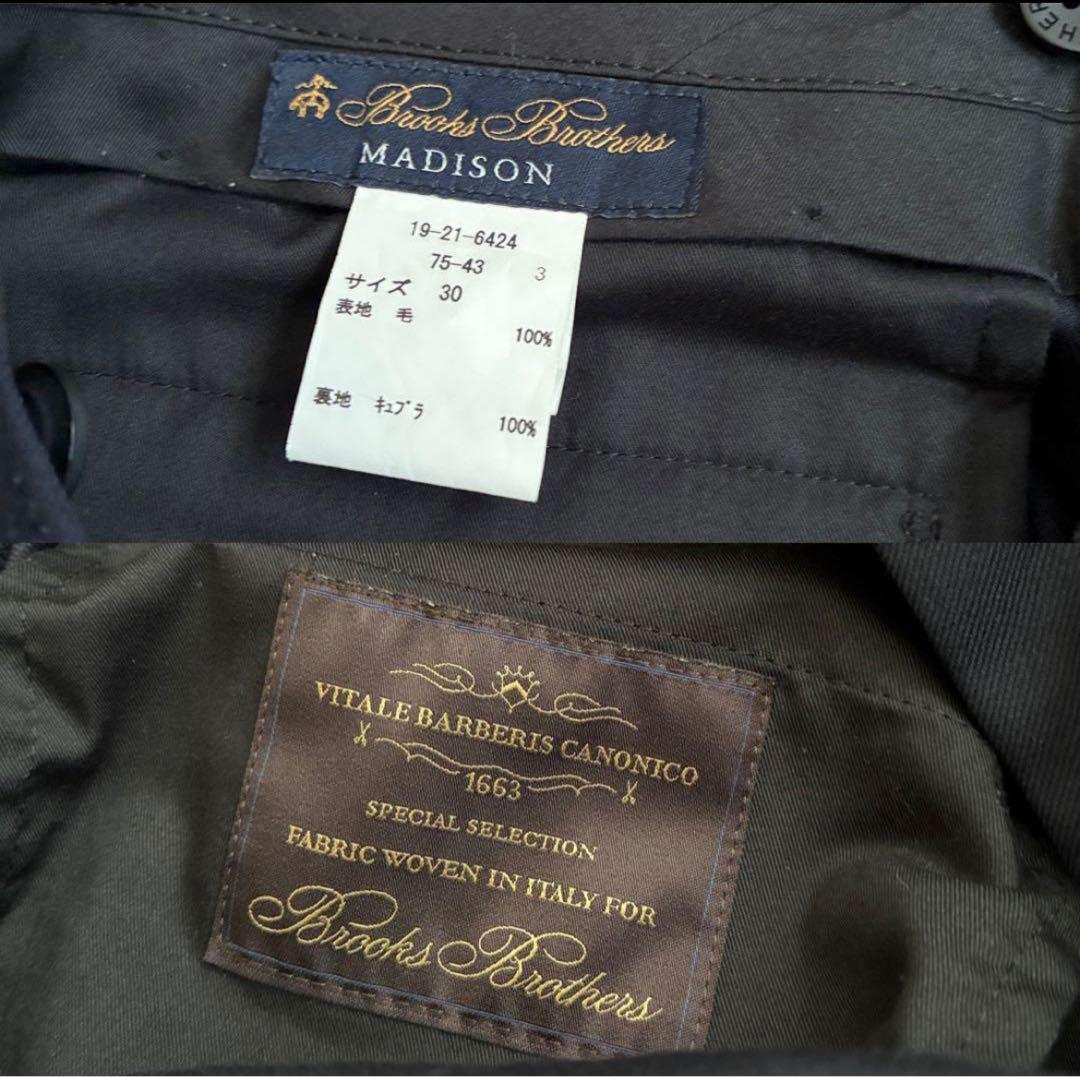 HER
Brooks Brothers
MADISON
19-21-6424
75-43 3
サイズ 30
表地 毛
100%
裏地 キュプラ
100%
VITALE BARBERIS CANONICO
1663
SPECIAL SELECTION
FABRIC WOVEN IN ITALY FOR
Brooks Brothers